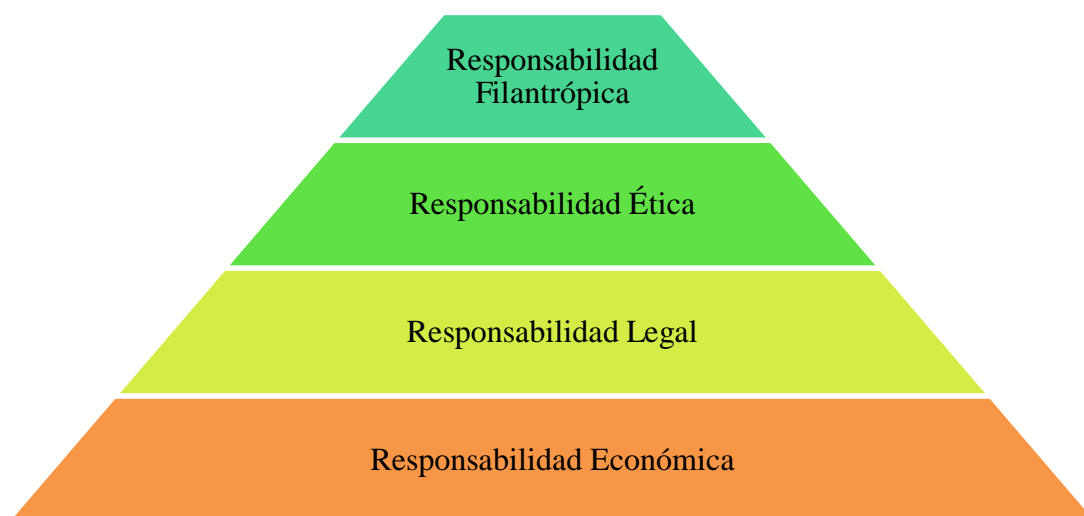 Responsabilidad
Filantrópica
Responsabilidad Ética
Responsabilidad Legal
Responsabilidad Económica